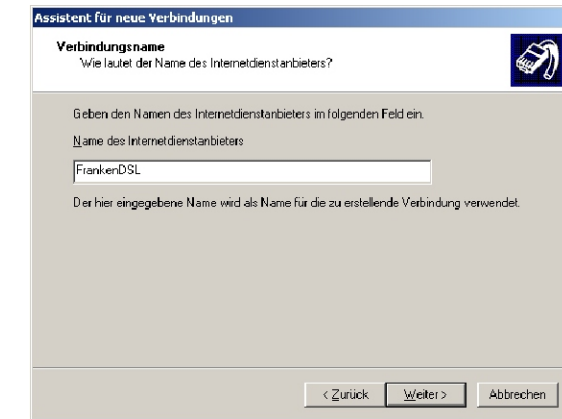 Assistent für neue Verbindungen
Verbindungsname
Wie lautet der Name des Internetdienstanbieters?
Geben den Namen des Internetdienstanbieters im folgenden Feld ein.
Name des Internetdienstanbieters
FrankenDSL
Der hier eingegebene Name wird als Name für die zu erstellende Verbindung verwendet.
< Zurück Weiter > Abbrechen